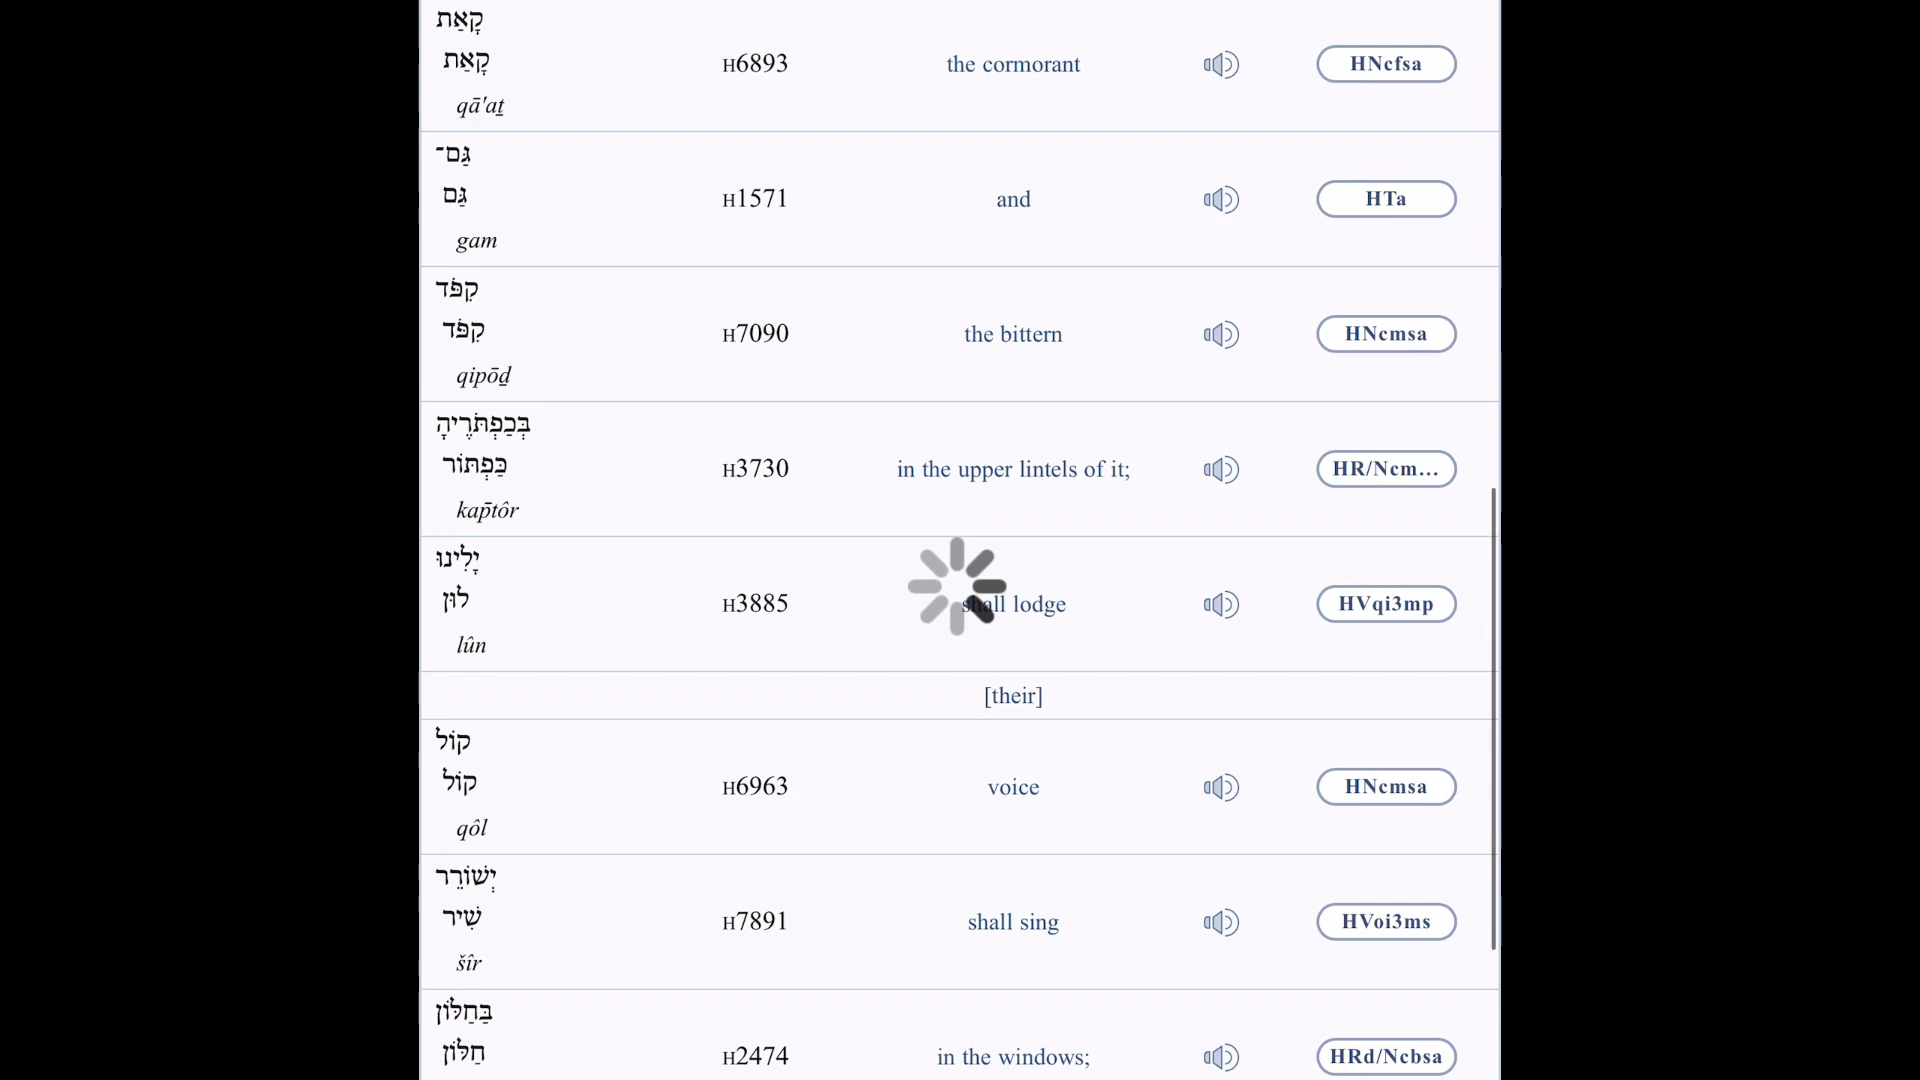 קָאַת
קָאַת H6893 the cormorant HNcfsa
qā'aṯ
גַּם־
גַּם H1571 and HTa
gam
קִפֹּד
קִפֹּד H7090 the bittern HNcmsa
qipōḏ
בְּכַפְתֹּרֶיהָ
כַּפְתּוֹר H3730 in the upper lintels of it; HR/Ncm...
kap̄tôr
יָלִינוּ
לוּן H3885 shall lodge HVqi3mp
lûn
[their]
קוֹל
קוֹל H6963 voice HNcmsa
qôl
יְשׁוֹרֵר
שִׁיר H7891 shall sing HVoi3ms
šîr
בַּחַלּוֹן
חַלּוֹן H2474 in the windows; HRd/Ncbsa